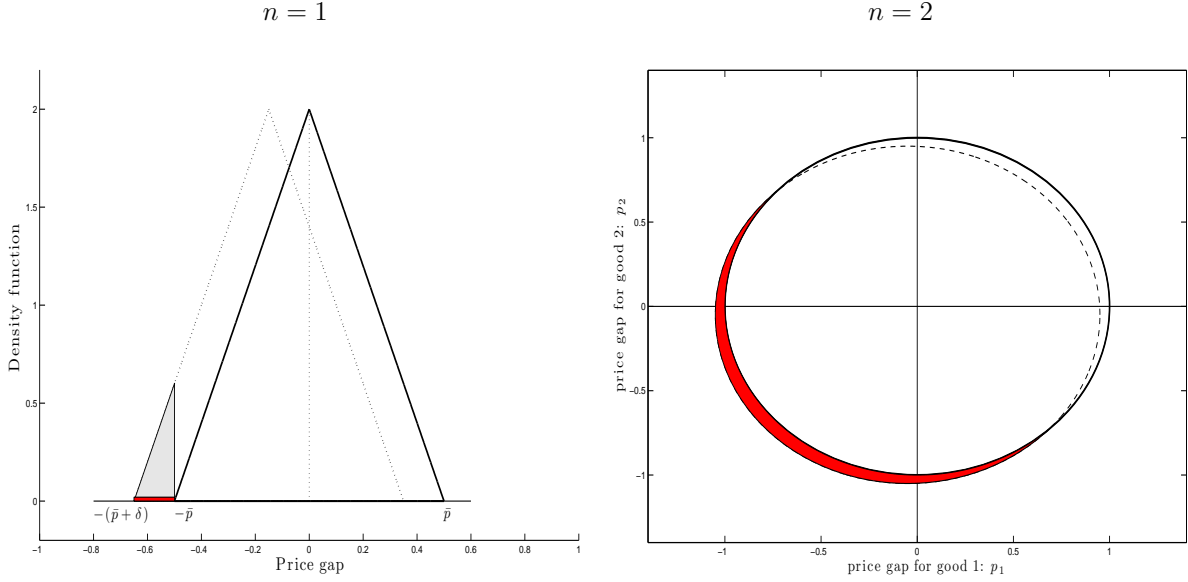 n = 1
2
1.5
1
0.5
0
Density function
−(p̄ + δ) −p̄ p̄
−1 −0.8 −0.6 −0.4 −0.2 0 0.2 0.4 0.6 0.8 1
Price gap
n = 2
1
0.5
0
−0.5
−1
price gap for good 2: p₂
−1 −0.5 0 0.5 1
price gap for good 1: p₁